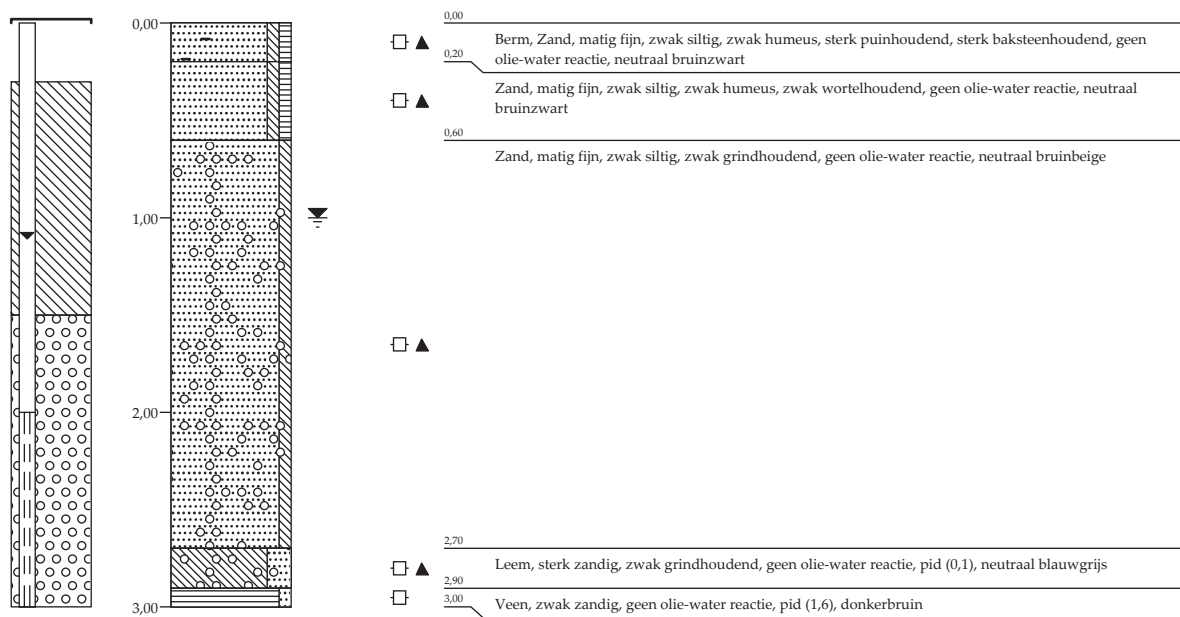 0,00
1,00
2,00
3,00
0,00
Berm, Zand, matig fijn, zwak siltig, zwak humeus, sterk puinhoudend, sterk baksteenhoudend, geen
olie-water reactie, neutraal bruinzwart
0,20
Zand, matig fijn, zwak siltig, zwak humeus, zwak wortelhoudend, geen olie-water reactie, neutraal
bruinzwart
0,60
Zand, matig fijn, zwak siltig, zwak grindhoudend, geen olie-water reactie, neutraal bruinbeige
2,70
Leem, sterk zandig, zwak grindhoudend, geen olie-water reactie, pid (0,1), neutraal blauwgrijs
2,90
Veen, zwak zandig, geen olie-water reactie, pid (1,6), donkerbruin
3,00